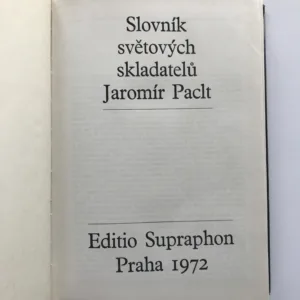 Slovník
světových
skladatelů
Jaromír Paclt
Editio Supraphon
Praha 1972